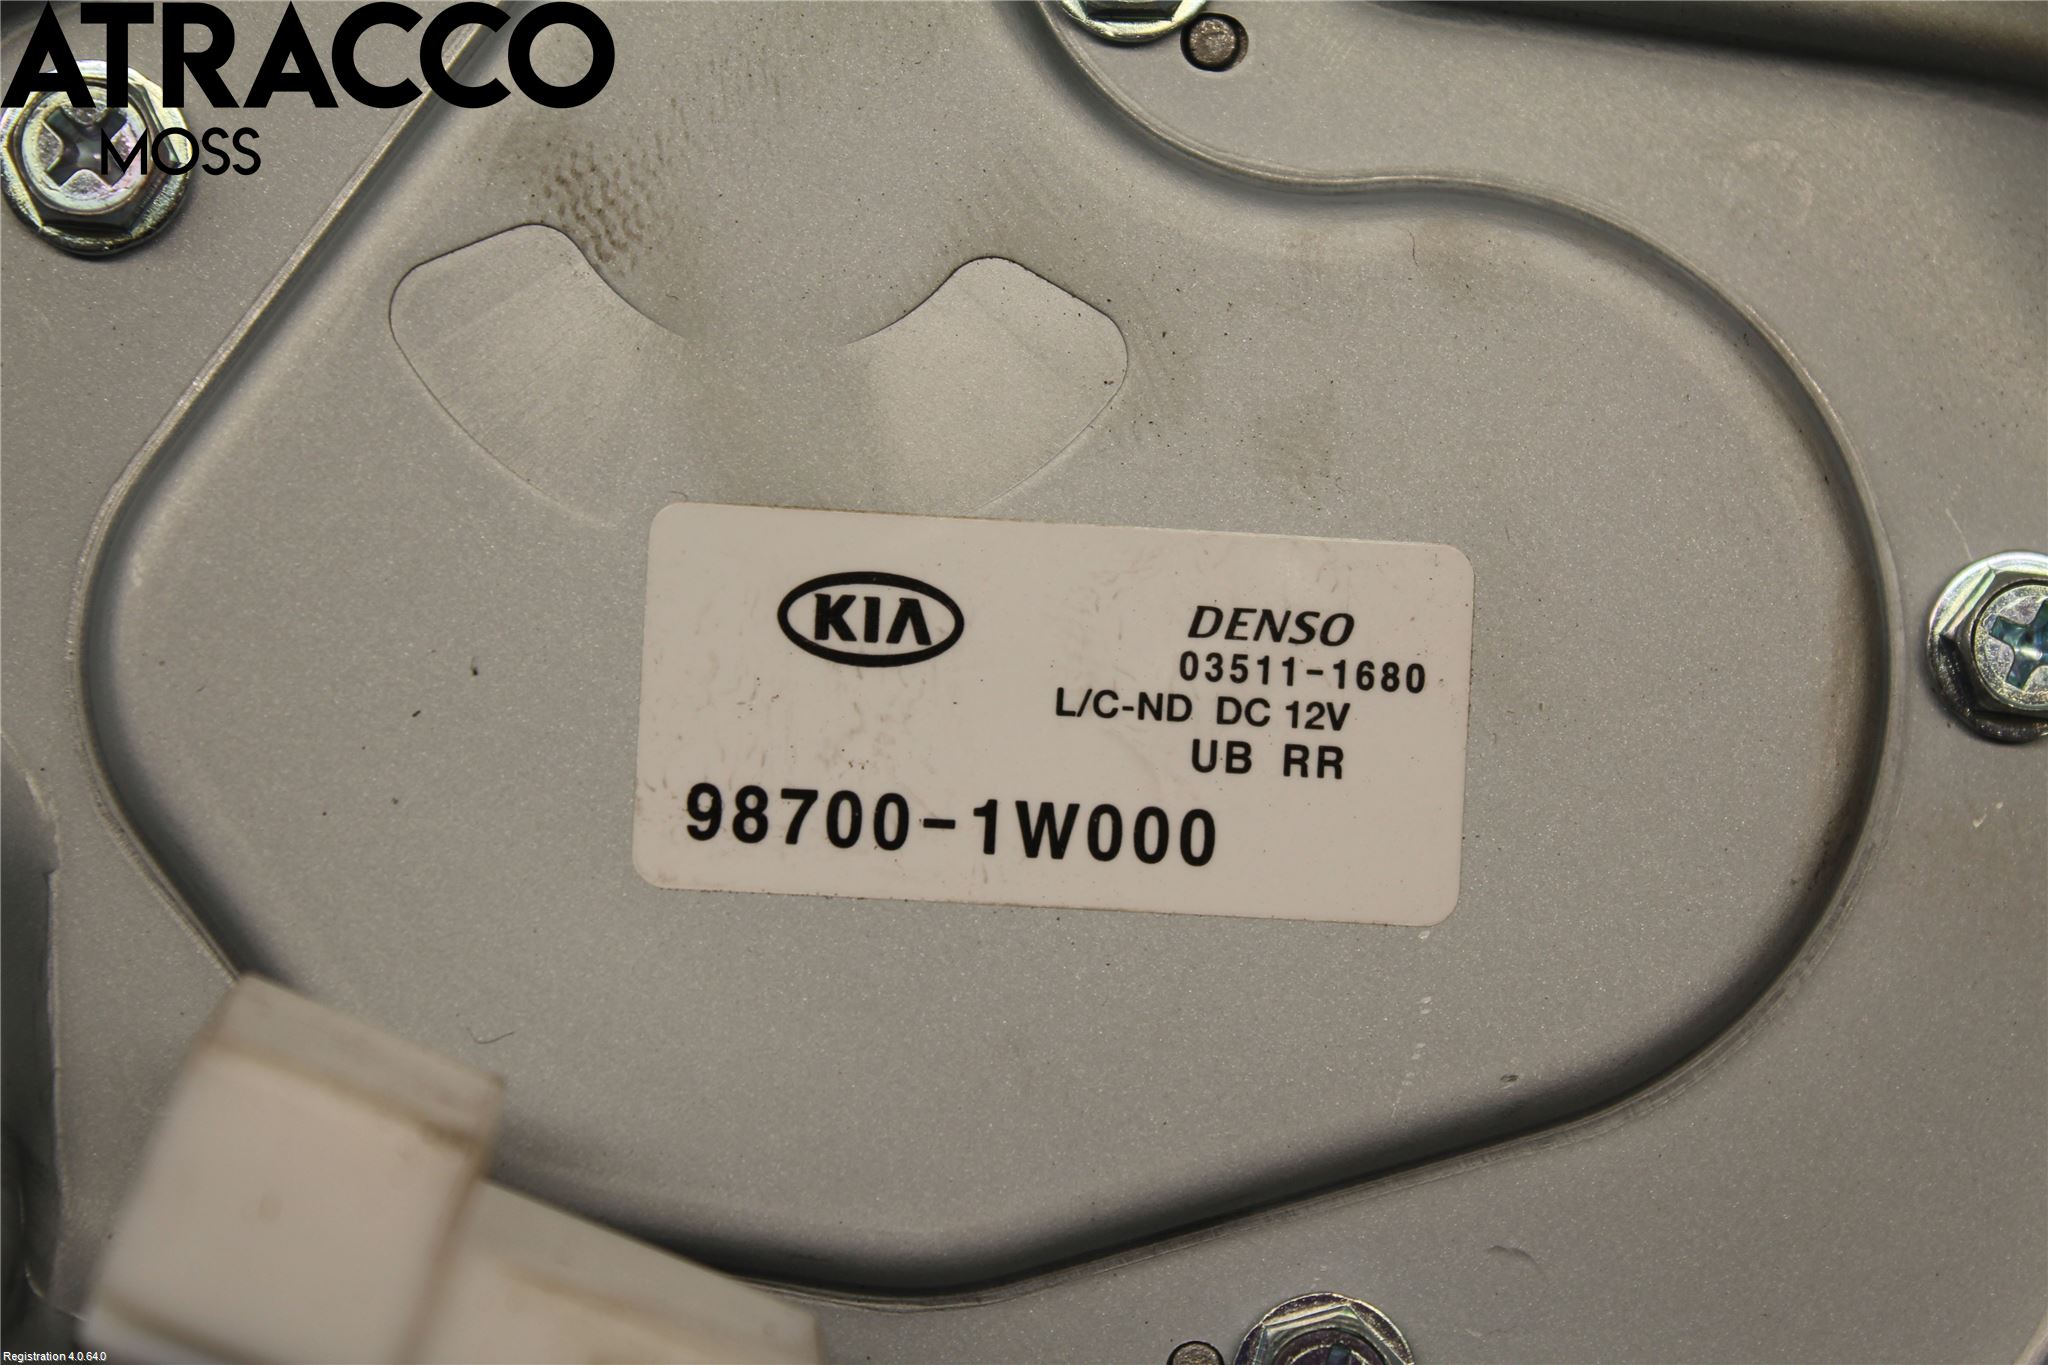 ATRACCO
MOSS
KIA
DENSO
03511-1680
L/C-ND DC 12V
UB RR
98700-1W000
Registration 4.0.64.0